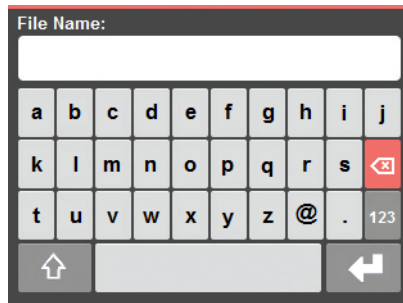 File Name:
a b c d e f g h i j
k l m n o p q r s
t u v w x y z @ . 123